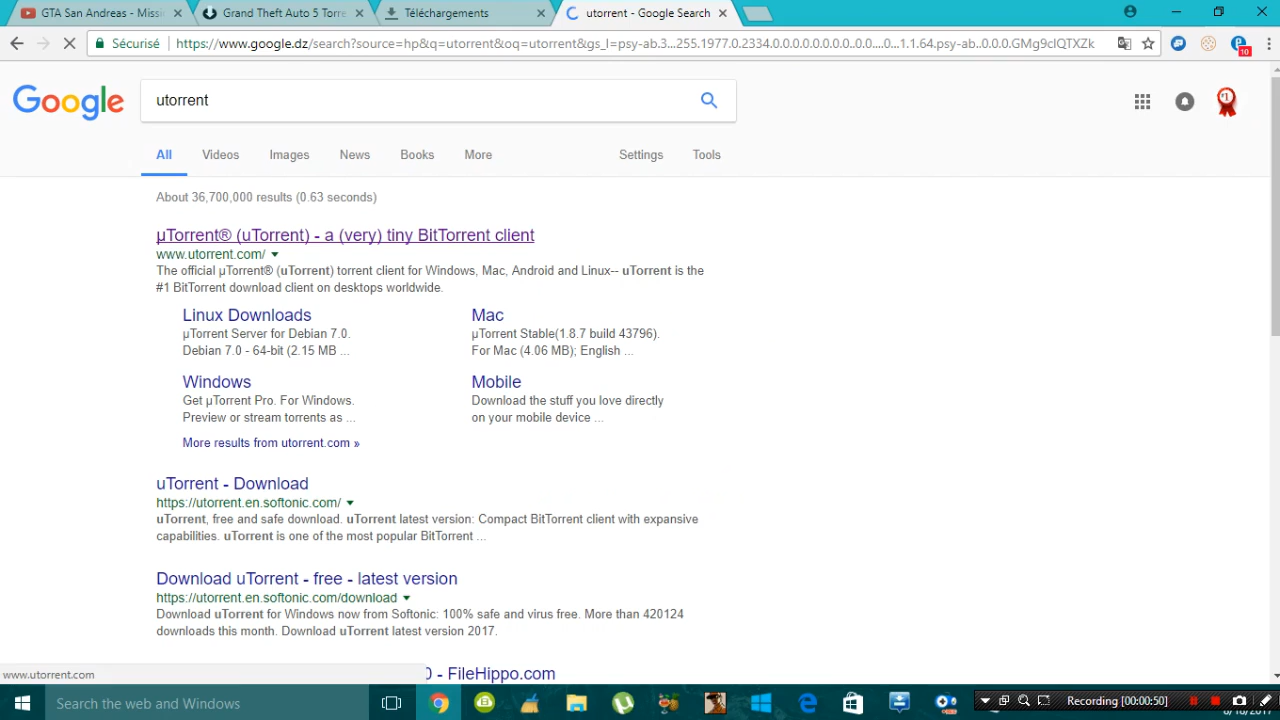 GTA San Andreas - Missi
Grand Theft Auto 5 Torre
Téléchargements
utorrent - Google Search
Sécurisé
https://www.google.dz/search?source=hp&q=utorrent&oq=utorrent&gs_l=psy-ab.3...255.1977.0.2334.0.0.0.0.0.0.0.0..0.0....0...1.1.64.psy-ab..0.0.0.GMg9clQTXZk
10
Google
utorrent
#1
All
Videos
Images
News
Books
More
Settings
Tools
About 36,700,000 results (0.63 seconds)
µTorrent® (uTorrent) - a (very) tiny BitTorrent client
www.utorrent.com/
The official µTorrent® (uTorrent) torrent client for Windows, Mac, Android and Linux-- uTorrent is the
#1 BitTorrent download client on desktops worldwide.
Linux Downloads
µTorrent Server for Debian 7.0.
Debian 7.0 - 64-bit (2.15 MB ...
Mac
µTorrent Stable(1.8.7 build 43796).
For Mac (4.06 MB); English ...
Windows
Get µTorrent Pro. For Windows.
Preview or stream torrents as ...
Mobile
Download the stuff you love directly
on your mobile device ...
More results from utorrent.com »
uTorrent - Download
https://utorrent.en.softonic.com/
uTorrent, free and safe download. uTorrent latest version: Compact BitTorrent client with expansive
capabilities. uTorrent is one of the most popular BitTorrent ...
Download uTorrent - free - latest version
https://utorrent.en.softonic.com/download
Download uTorrent for Windows now from Softonic: 100% safe and virus free. More than 420124
downloads this month. Download uTorrent latest version 2017.
0 - FileHippo.com
www.utorrent.com
Search the web and Windows
Recording [00:00:50]
8/18/2017